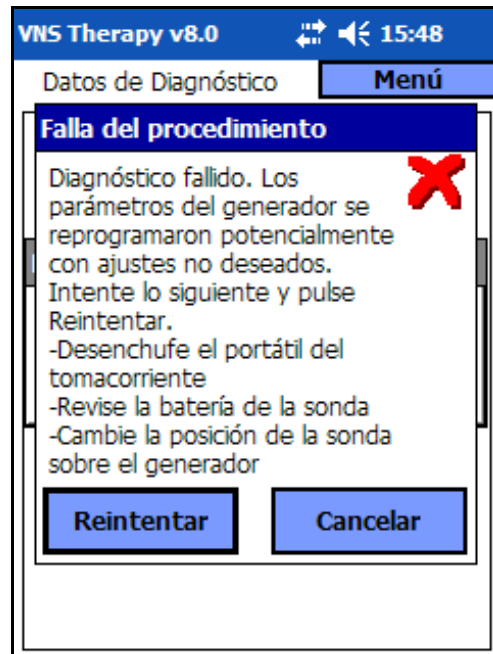 VNS Therapy v8.0 15:48
Datos de Diagnóstico Menú
Falla del procedimiento
Diagnóstico fallido. Los
parámetros del generador se
reprogramaron potencialmente
con ajustes no deseados.
Intente lo siguiente y pulse
Reintentar.
-Desenchufe el portátil del
tomacorriente
-Revise la batería de la sonda
-Cambie la posición de la sonda
sobre el generador
Reintentar Cancelar